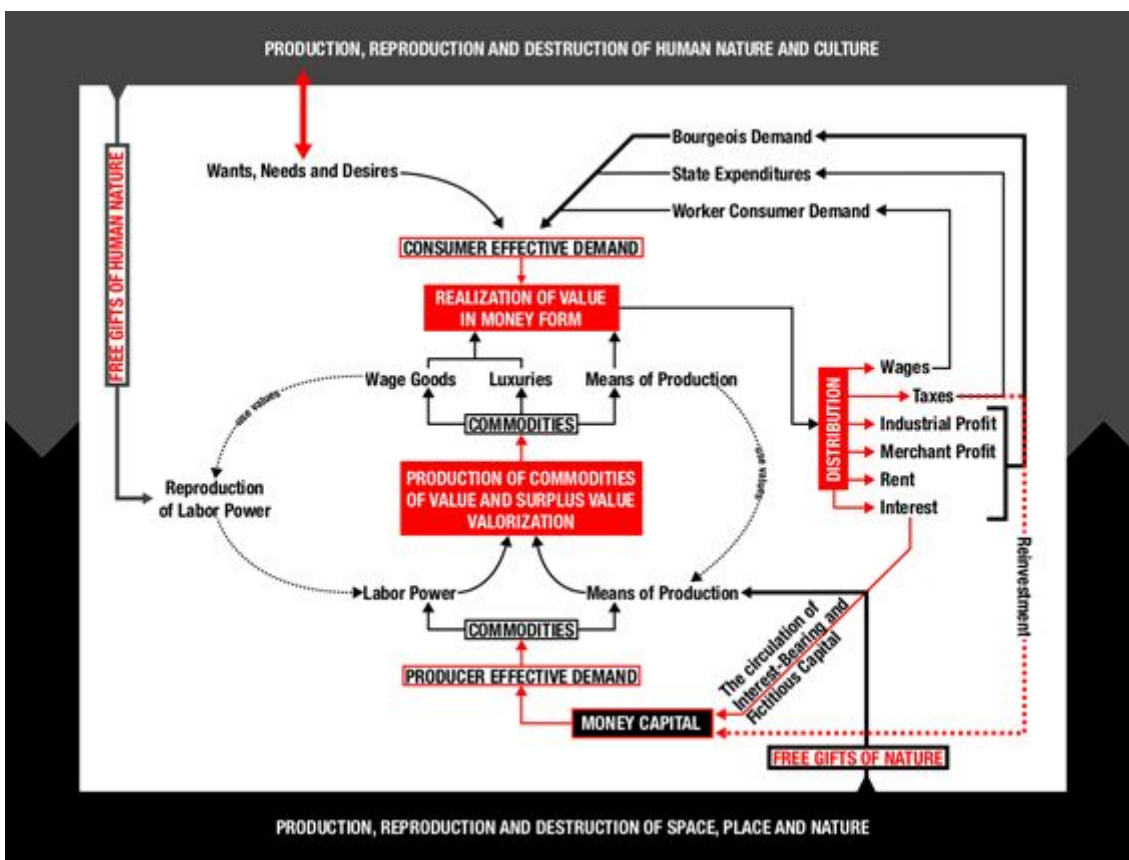 PRODUCTION, REPRODUCTION AND DESTRUCTION OF HUMAN NATURE AND CULTURE
FREE GIFTS OF HUMAN NATURE
Wants, Needs and Desires
Bourgeois Demand
State Expenditures
Worker Consumer Demand
CONSUMER EFFECTIVE DEMAND
REALIZATION OF VALUE
IN MONEY FORM
Wage Goods
Luxuries
Means of Production
COMMODITIES
use values
use values
PRODUCTION OF COMMODITIES
OF VALUE AND SURPLUS VALUE
VALORIZATION
Reproduction
of Labor Power
Labor Power
Means of Production
COMMODITIES
PRODUCER EFFECTIVE DEMAND
MONEY CAPITAL
DISTRIBUTION
Wages
Taxes
Industrial Profit
Merchant Profit
Rent
Interest
Reinvestment
The circulation of
Interest-Bearing and
Fictitious Capital
FREE GIFTS OF NATURE
PRODUCTION, REPRODUCTION AND DESTRUCTION OF SPACE, PLACE AND NATURE